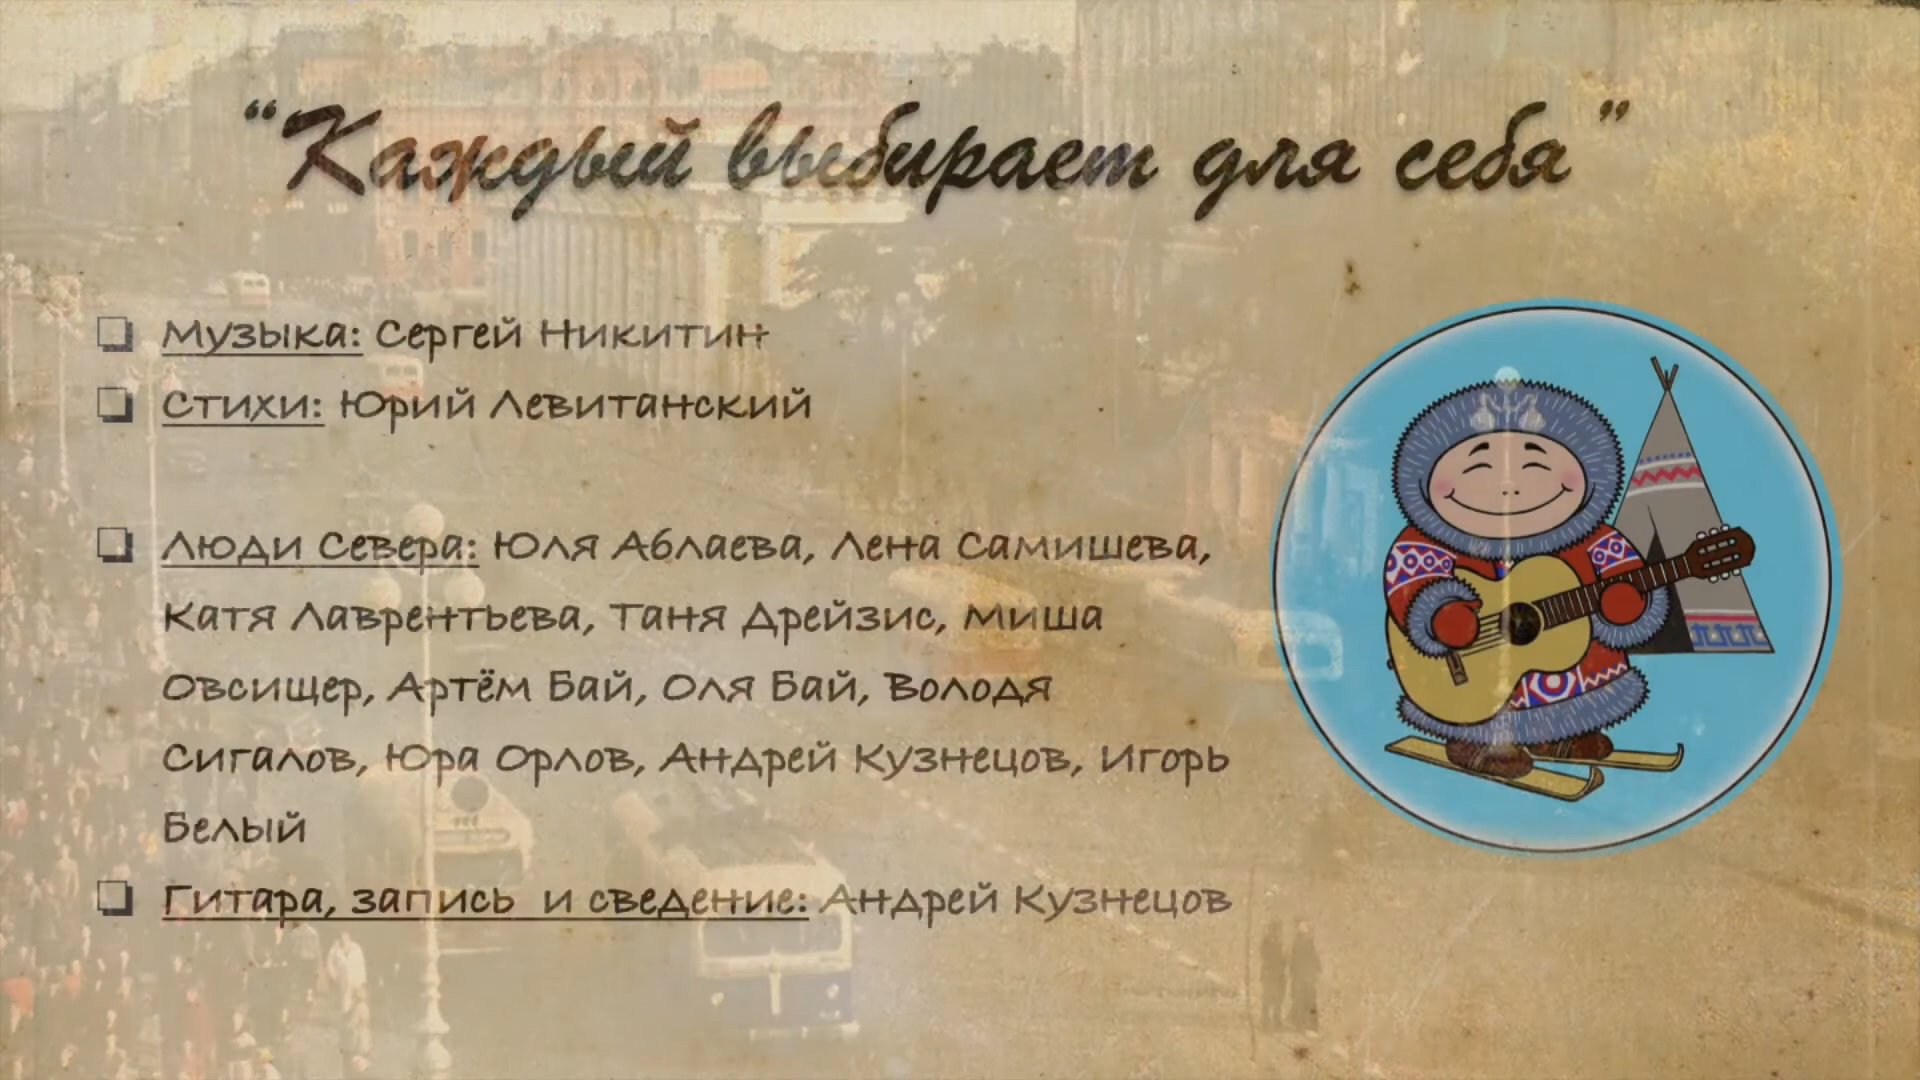 “Каждый выбирает для себя”
Музыка: Сергей Никитин
Стихи: Юрий Левитанский
Люди Севера: Юля Аблаева, Лена Самишева,
Катя Лаврентьева, Таня Дрейзис, Миша
Овсищер, Артём Бай, Оля Бай, Володя
Сигалов, Юра Орлов, Андрей Кузнецов, Игорь
Белый
Гитара, запись и сведение: Андрей Кузнецов